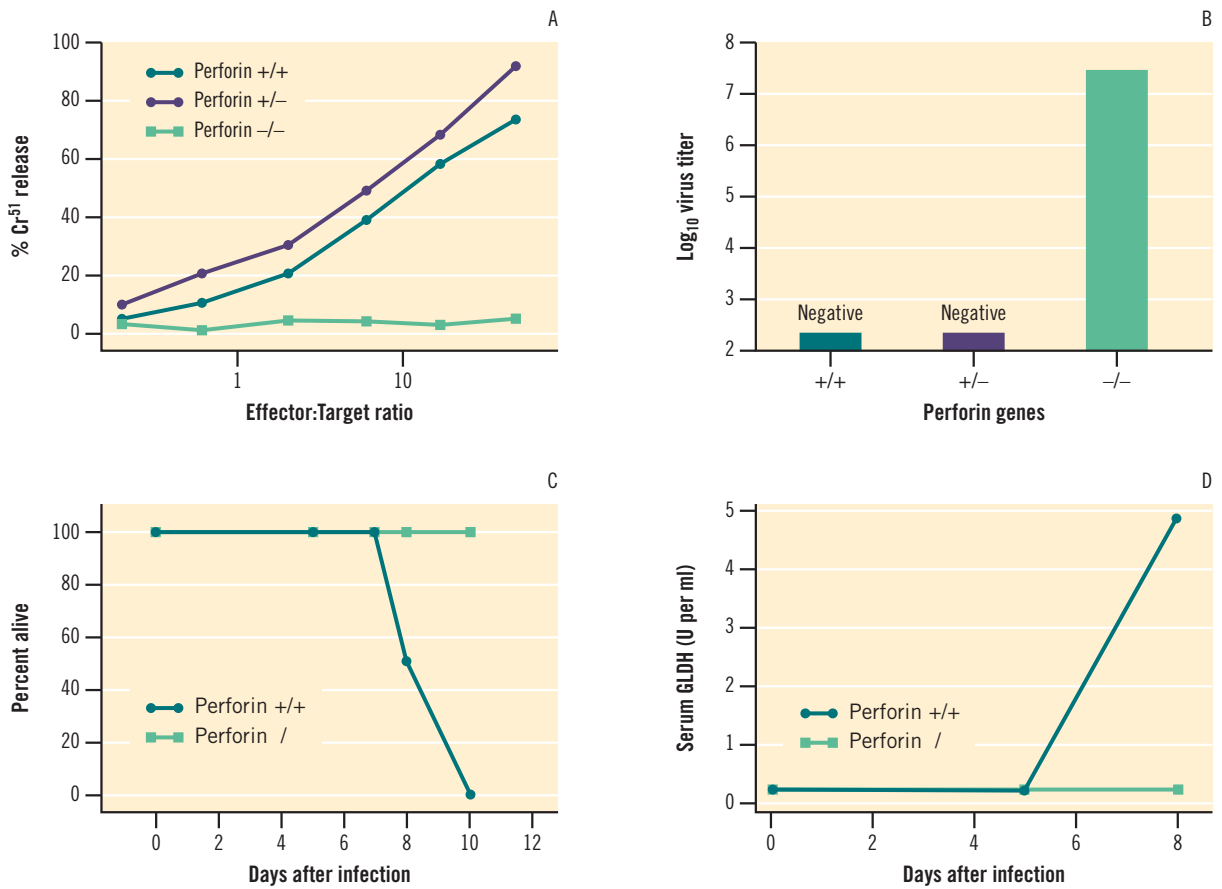 A
100
80
60
40
20
0
% Cr⁵¹ release
Perforin +/+
Perforin +/–
Perforin –/–
1
10
Effector:Target ratio
B
8
7
6
5
4
3
2
Log₁₀ virus titer
Negative
Negative
+/+
+/–
–/–
Perforin genes
C
100
80
60
40
20
0
Percent alive
Perforin +/+
Perforin /
0
2
4
6
8
10
12
Days after infection
D
5
4
3
2
1
0
Serum GLDH (U per ml)
Perforin +/+
Perforin /
0
2
4
6
8
Days after infection